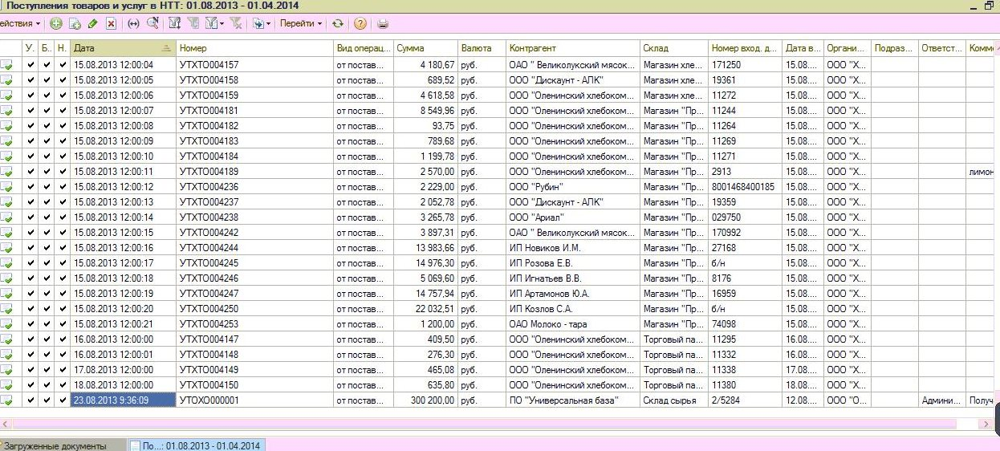 Поступления товаров и услуг в НТТ: 01.08.2013 - 01.04.2014
ействия Перейти
У. Б.. Н. Дата Номер Вид операц... Сумма Валюта Контрагент Склад Номер вход. д... Дата в... Органи... Подраз... Ответст... Комм
15.08.2013 12:00:04 УТХТО004157 от постав... 4 180,67 руб. ОАО " Великолукский мясок... Магазин хле... 171250 15.08.... ООО "Х...
15.08.2013 12:00:05 УТХТО004158 от постав... 689,52 руб. ООО "Дискаунт - АПК" Магазин хле... 19361 15.08.... ООО "Х...
15.08.2013 12:00:06 УТХТО004159 от постав... 4 618,58 руб. ООО "Оленинский хлебоком... Магазин хле... 11272 15.08.... ООО "Х...
15.08.2013 12:00:07 УТХТО004181 от постав... 8 549,96 руб. ООО "Оленинский хлебоком... Магазин "Пр... 11244 15.08.... ООО "Х...
15.08.2013 12:00:08 УТХТО004182 от постав... 93,75 руб. ООО "Оленинский хлебоком... Магазин "Пр... 11264 15.08.... ООО "Х...
15.08.2013 12:00:09 УТХТО004183 от постав... 789,68 руб. ООО "Оленинский хлебоком... Магазин "Пр... 11269 15.08.... ООО "Х...
15.08.2013 12:00:10 УТХТО004184 от постав... 1 199,78 руб. ООО "Оленинский хлебоком... Магазин "Пр... 11271 15.08.... ООО "Х...
15.08.2013 12:00:11 УТХТО004189 от постав... 2 570,00 руб. ООО "Оленинский хлебоком... Магазин "Пр... 2913 15.08.... ООО "Х... лимон
15.08.2013 12:00:12 УТХТО004236 от постав... 2 229,00 руб. ООО "Рубин" Магазин "Пр... 8001468400185 15.08.... ООО "Х...
15.08.2013 12:00:13 УТХТО004237 от постав... 2 052,78 руб. ООО "Дискаунт - АПК" Магазин "Пр... 19359 15.08.... ООО "Х...
15.08.2013 12:00:14 УТХТО004238 от постав... 3 265,78 руб. ООО "Ариал" Магазин "Пр... 029750 15.08.... ООО "Х...
15.08.2013 12:00:15 УТХТО004242 от постав... 3 897,31 руб. ОАО " Великолукский мясок... Магазин "Пр... 170992 15.08.... ООО "Х...
15.08.2013 12:00:16 УТХТО004244 от постав... 13 983,66 руб. ИП Новиков И.М. Магазин "Пр... 27168 15.08.... ООО "Х...
15.08.2013 12:00:17 УТХТО004245 от постав... 14 976,30 руб. ИП Розова Е.В. Магазин "Пр... б/н 15.08.... ООО "Х...
15.08.2013 12:00:18 УТХТО004246 от постав... 5 069,60 руб. ИП Игнатьев В.В. Магазин "Пр... 8176 15.08.... ООО "Х...
15.08.2013 12:00:19 УТХТО004247 от постав... 14 757,94 руб. ИП Артамонов Ю.А. Магазин "Пр... 16959 15.08.... ООО "Х...
15.08.2013 12:00:20 УТХТО004250 от постав... 22 032,51 руб. ИП Козлов С.А. Магазин "Пр... б/н 15.08.... ООО "Х...
15.08.2013 12:00:21 УТХТО004253 от постав... 1 200,00 руб. ОАО Молоко - тара Магазин "Пр... 74098 15.08.... ООО "Х...
16.08.2013 12:00:00 УТХТО004147 от постав... 409,50 руб. ООО "Оленинский хлебоком... Торговый па... 11295 16.08.... ООО "Х...
16.08.2013 12:00:01 УТХТО004148 от постав... 276,30 руб. ООО "Оленинский хлебоком... Торговый па... 11332 16.08.... ООО "Х...
17.08.2013 12:00:00 УТХТО004149 от постав... 465,08 руб. ООО "Оленинский хлебоком... Торговый па... 11338 17.08.... ООО "Х...
18.08.2013 12:00:00 УТХТО004150 от постав... 635,80 руб. ООО "Оленинский хлебоком... Торговый па... 11380 18.08.... ООО "Х...
23.08.2013 9:36:09 УТОХО000001 от постав... 300 200,00 руб. ПО "Универсальная база" Склад сырья 2/5284 12.08.... ООО "О... Админи... Получ
Загруженные документы По...: 01.08.2013 - 01.04.2014